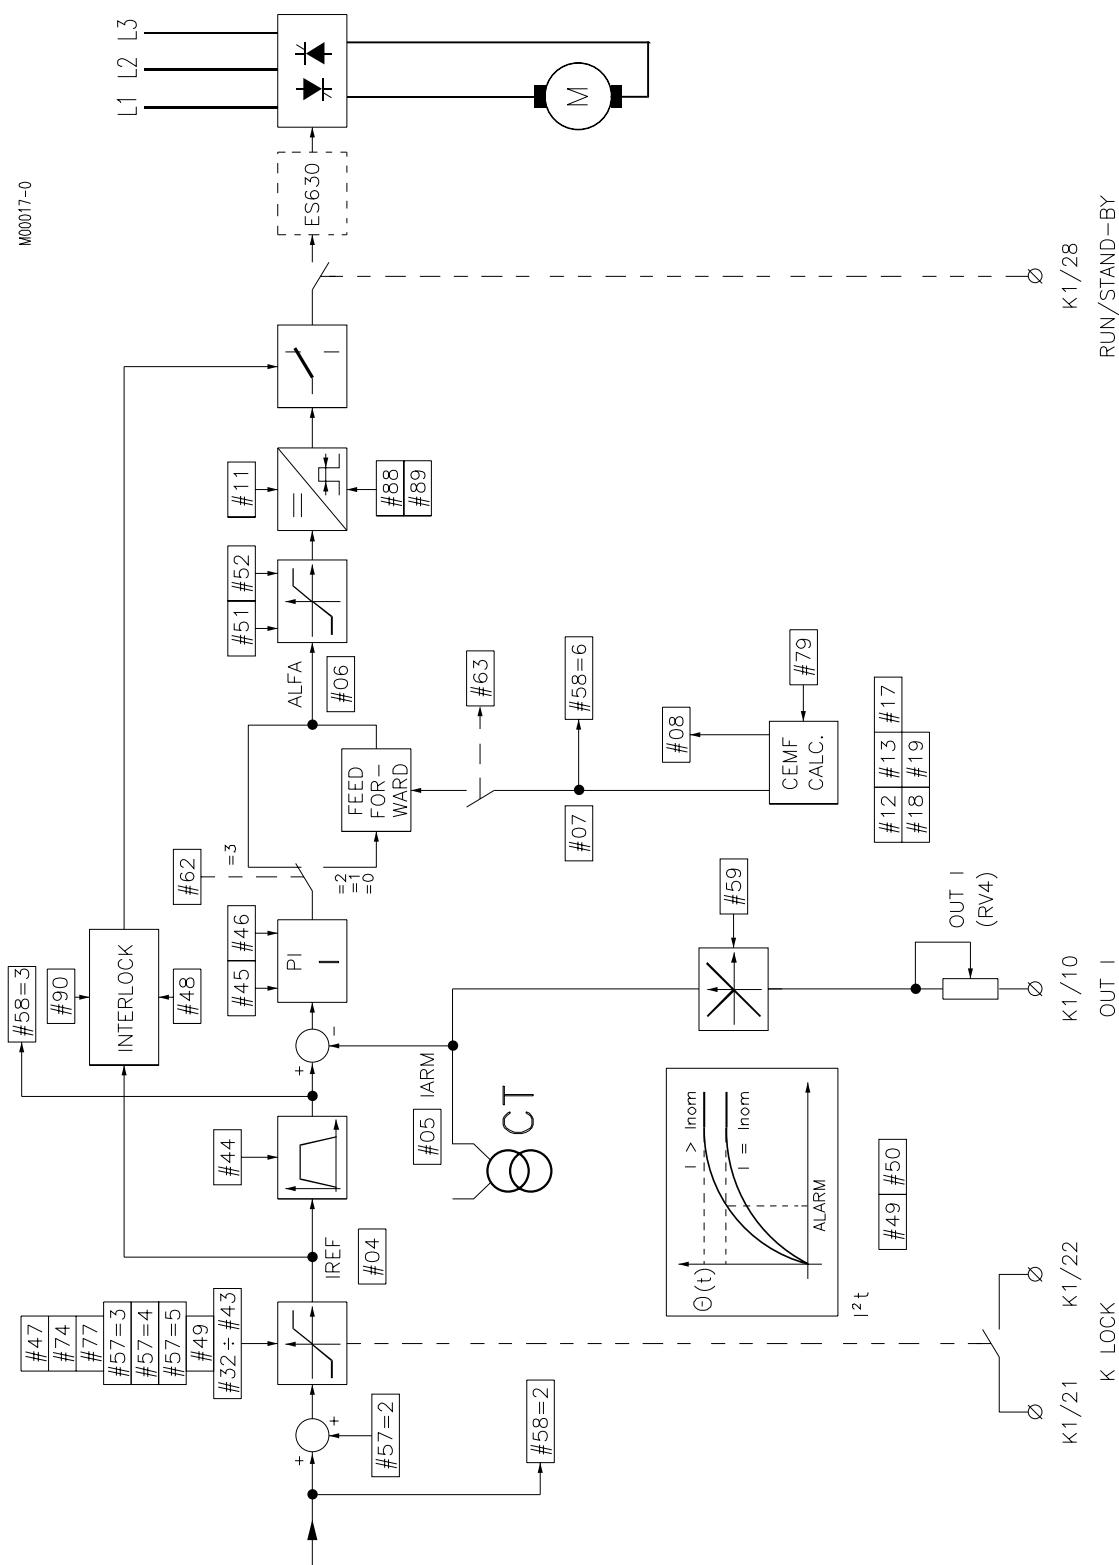 M00017-0
#47
#74
#77
#57=3
#57=4
#57=5
#49
#32÷#43
+
+
#57=2
#58=2
IREF
#04
#44
#58=3
#90
INTERLOCK
#48
+
-
#45 #46
PI
I
#62
=3
=2
=1
=0
FEED
FOR-
WARD
ALFA
#06
#51 #52
#11
=
#88
#89
ES630
L1 L2 L3
M
#05
IARM
CT
#63
#07
#58=6
#08
CEMF
CALC.
#79
#12 #13 #17
#18 #19
#59
OUT I
(RV4)
Θ(t)
I > Inom
I = Inom
ALARM
I²t
#49 #50
K1/21 K1/22
K LOCK
K1/10
OUT I
K1/28
RUN/STAND-BY